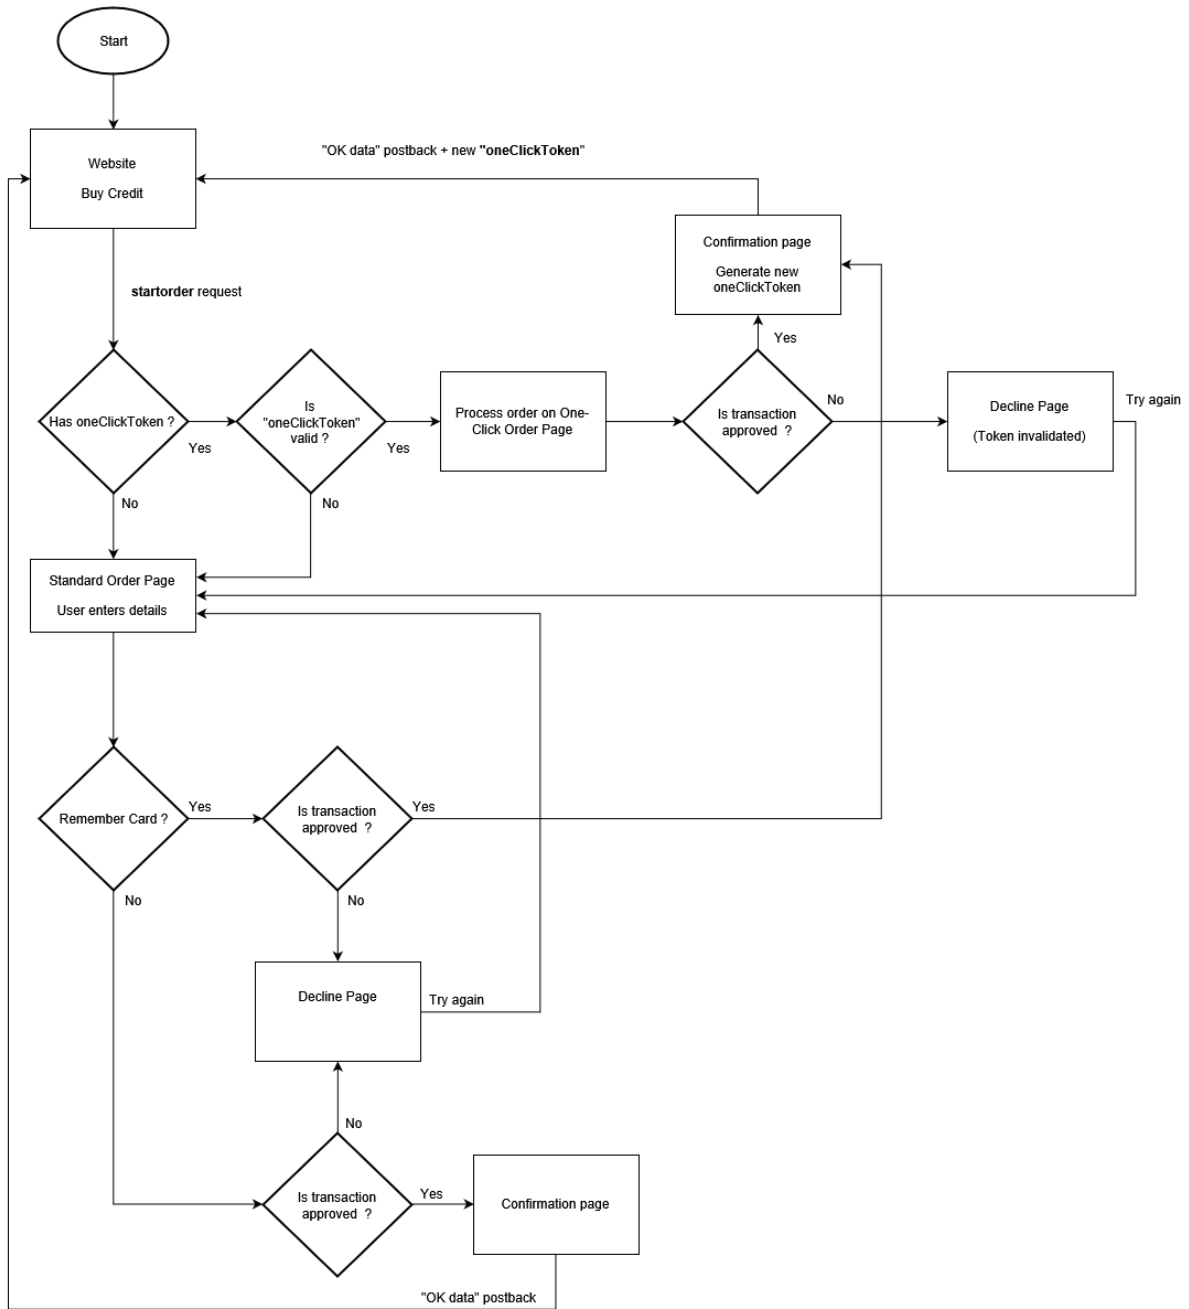 Start
Website
Buy Credit
"OK data" postback + new "oneClickToken"
Confirmation page
Generate new
oneClickToken
startorder request
Yes
Has oneClickToken ?
Yes
Is
"oneClickToken"
valid ?
Yes
Process order on One-
Click Order Page
Is transaction
approved ?
No
Decline Page
(Token invalidated)
Try again
No
No
Standard Order Page
User enters details
Remember Card ?
Yes
Is transaction
approved ?
Yes
No
No
Decline Page
Try again
No
Is transaction
approved ?
Yes
Confirmation page
"OK data" postback